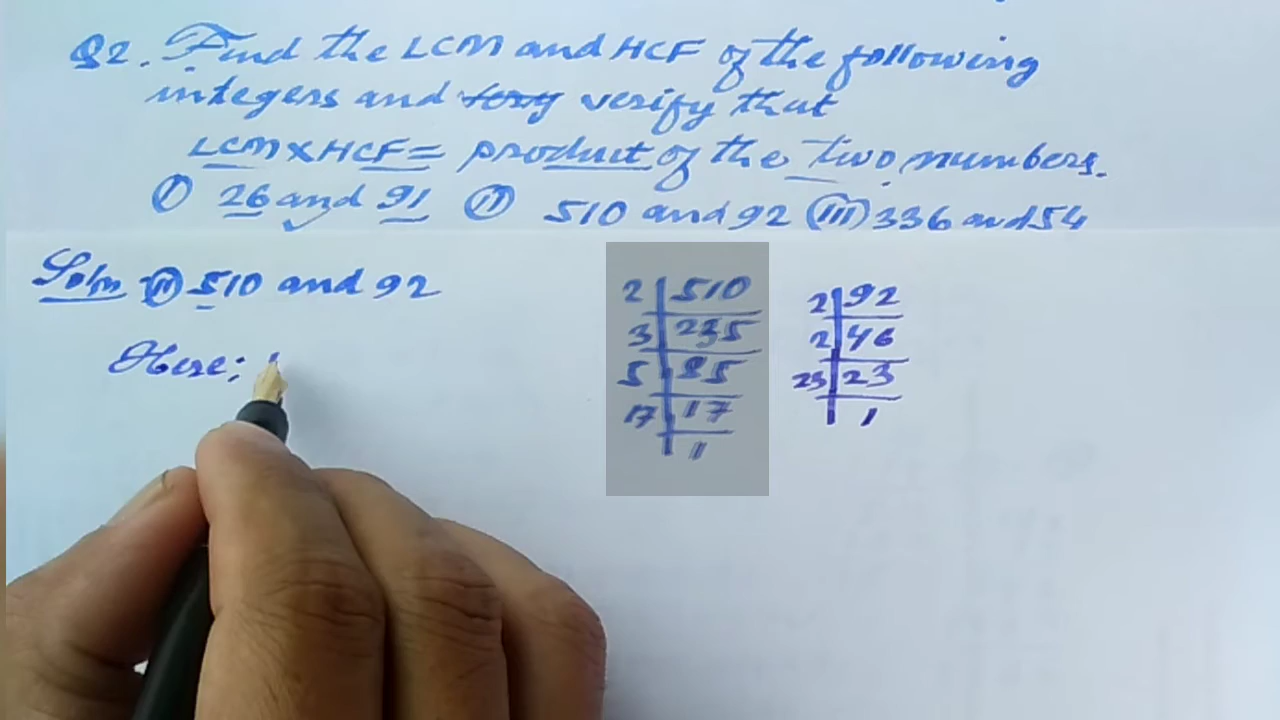 Q2. Find the LCM and HCF of the following
integers and very verify that
LCM x HCF = product of the two numbers.
(i) 26 and 91 (ii) 510 and 92 (iii) 336 and 54
Soln (ii) 510 and 92
Here;
2 | 510
3 | 235
5 | 85
17 | 17
1
2 | 92
2 | 46
23 | 23
1